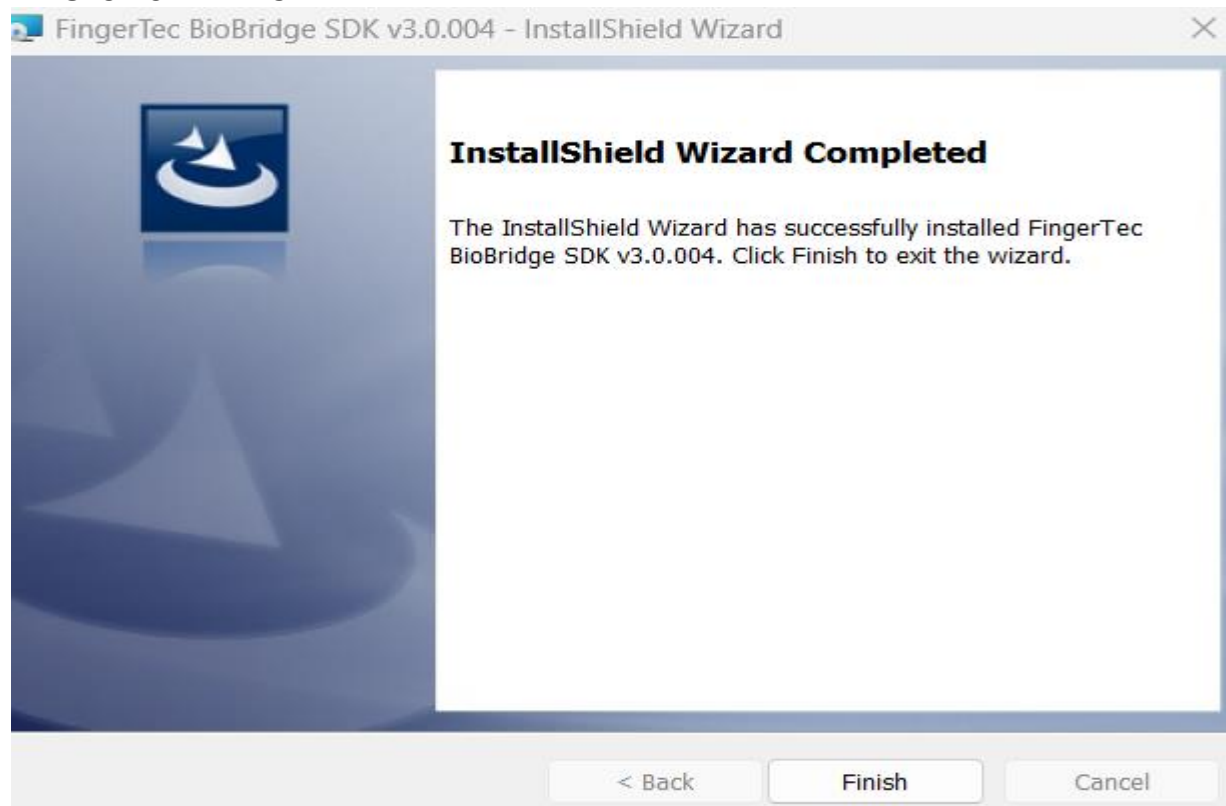 FingerTec BioBridge SDK v3.0.004 - InstallShield Wizard
InstallShield Wizard Completed
The InstallShield Wizard has successfully installed FingerTec
BioBridge SDK v3.0.004. Click Finish to exit the wizard.
< Back
Finish
Cancel